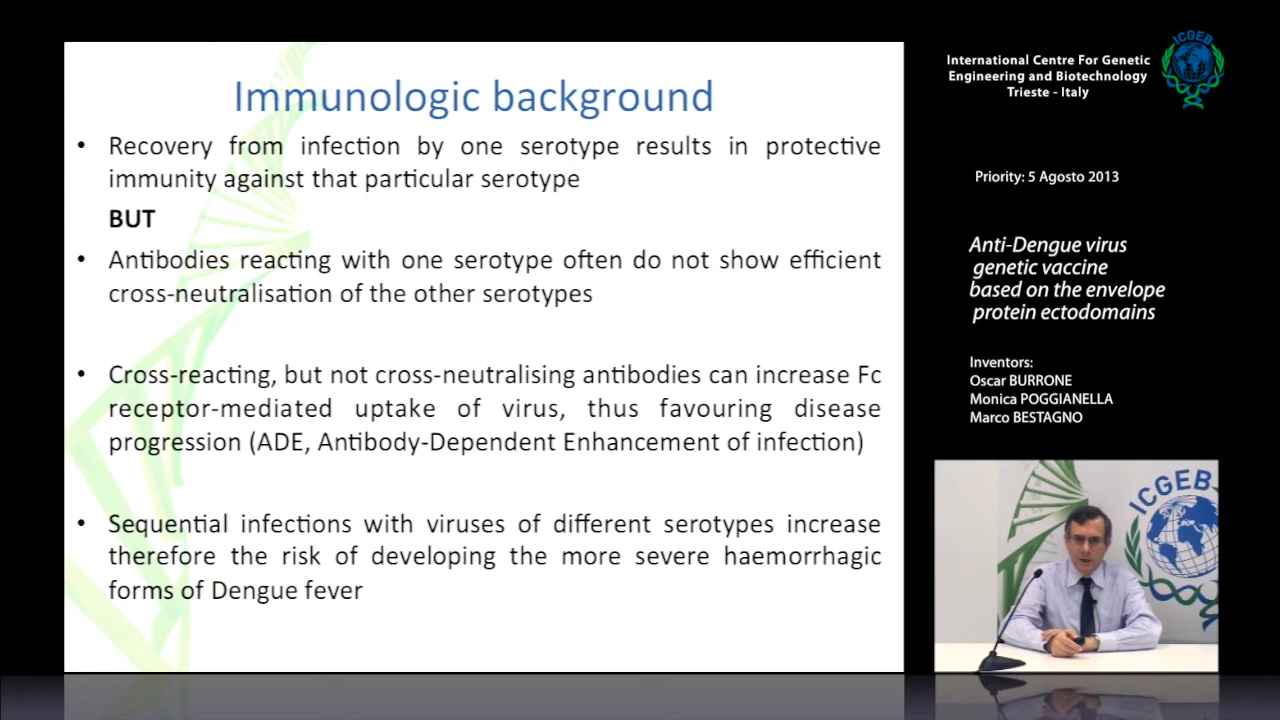 Immunologic background
• Recovery from infection by one serotype results in protective
immunity against that particular serotype
BUT
• Antibodies reacting with one serotype often do not show efficient
cross-neutralisation of the other serotypes
• Cross-reacting, but not cross-neutralising antibodies can increase Fc
receptor-mediated uptake of virus, thus favouring disease
progression (ADE, Antibody-Dependent Enhancement of infection)
• Sequential infections with viruses of different serotypes increase
therefore the risk of developing the more severe haemorrhagic
forms of Dengue fever
International Centre For Genetic
Engineering and Biotechnology
Trieste - Italy
ICGEB
Priority: 5 Agosto 2013
Anti-Dengue virus
genetic vaccine
based on the envelope
protein ectodomains
Inventors:
Oscar BURRONE
Monica POGGIANELLA
Marco BESTAGNO
ICGEB